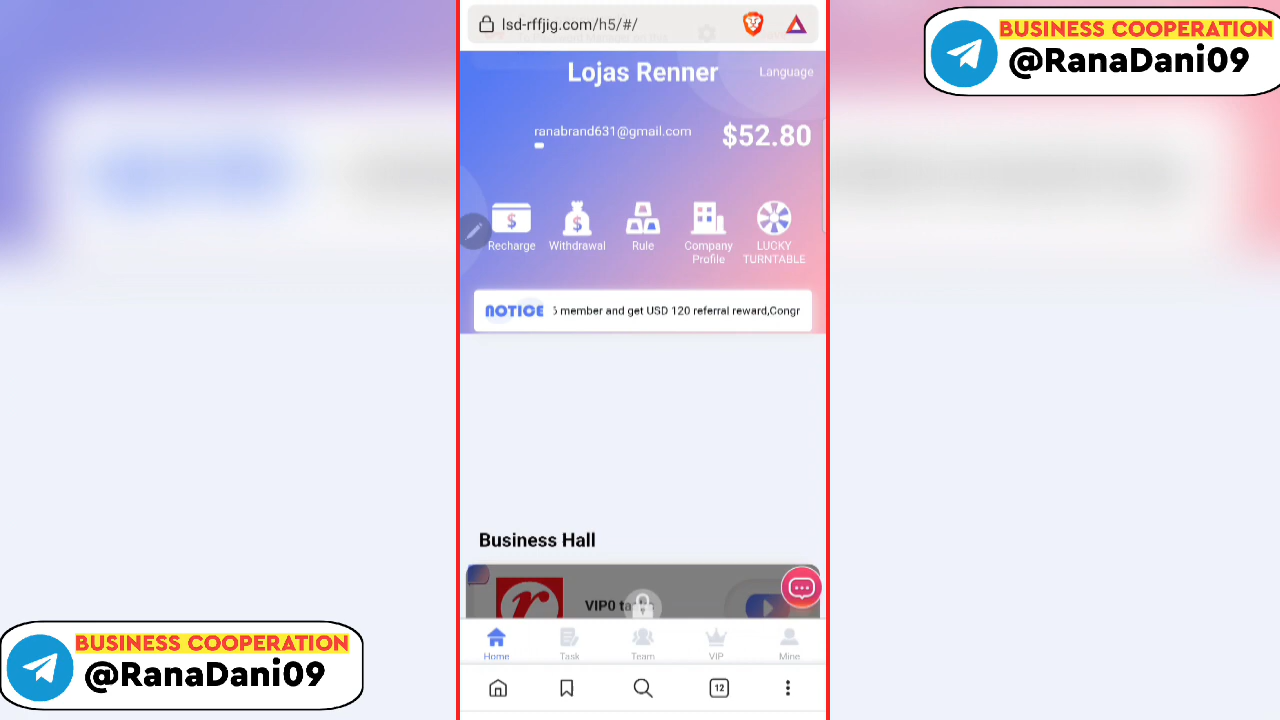 lsd-rffjig.com/h5/#/
Lojas Renner
Language
ranabrand631@gmail.com
$52.80
Recharge
Withdrawal
Rule
Company
Profile
LUCKY
TURNTABLE
NOTICE
member and get USD 120 referral reward,Congr
Business Hall
VIP0
Home
Task
Team
VIP
Mine
12
BUSINESS COOPERATION
@RanaDani09
BUSINESS COOPERATION
@RanaDani09